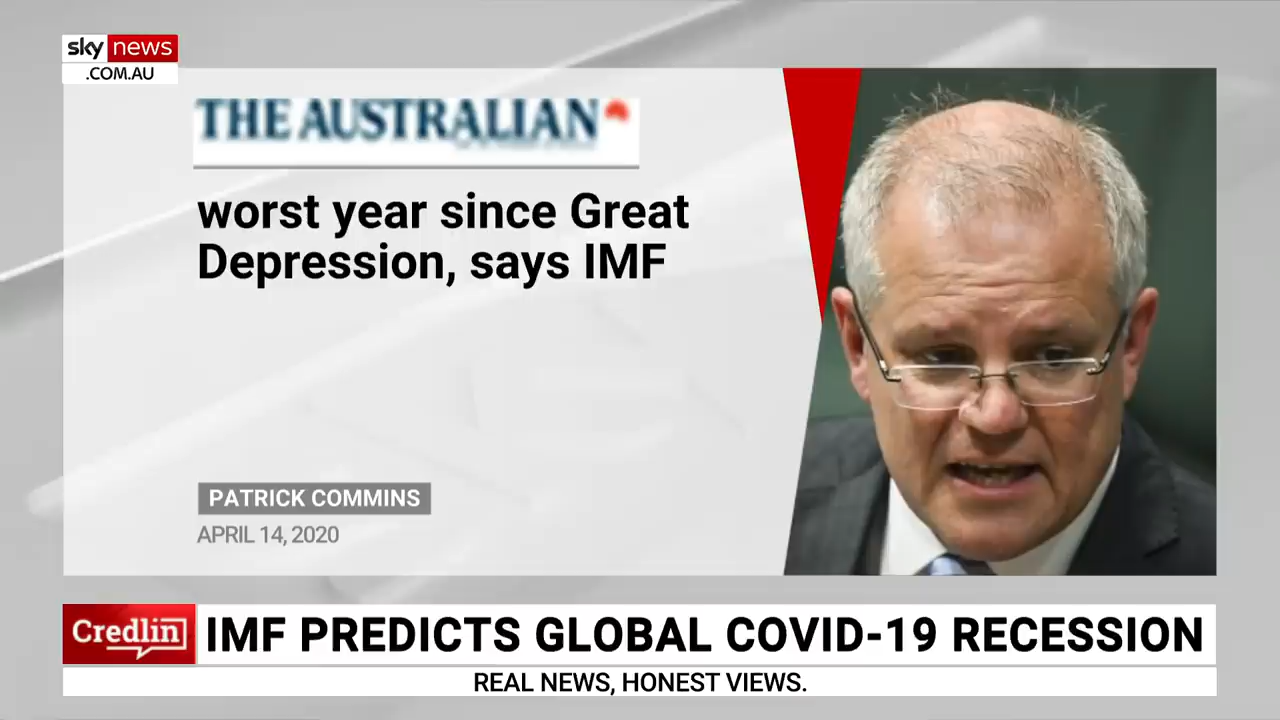 sky news
.COM.AU
THE AUSTRALIAN
worst year since Great
Depression, says IMF
PATRICK COMMINS
APRIL 14, 2020
Credlin
IMF PREDICTS GLOBAL COVID-19 RECESSION
REAL NEWS, HONEST VIEWS.